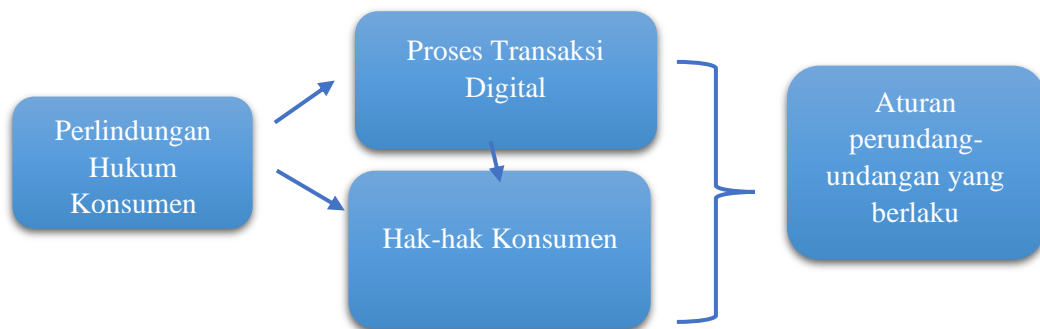 Perlindungan
Hukum
Konsumen
Proses Transaksi
Digital
Hak-hak Konsumen
Aturan
perundang-
undangan yang
berlaku